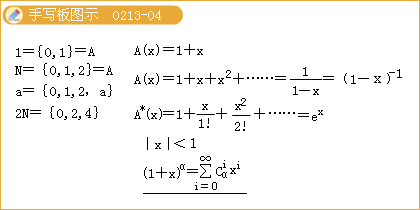 手写板图示 0213-04
1={0,1}=A
N={0,1,2}=A
a={0,1,2, a}
2N={0,2,4}
A(x)=1+x
A(x)=1+x+x²+……=1/(1-x)=(1-x)⁻¹
A*(x)=1+x/1!+x²/2!+……=eˣ
|x|<1
(1+x)^α=∑_{i=0}^{∞}C_α^i x^i